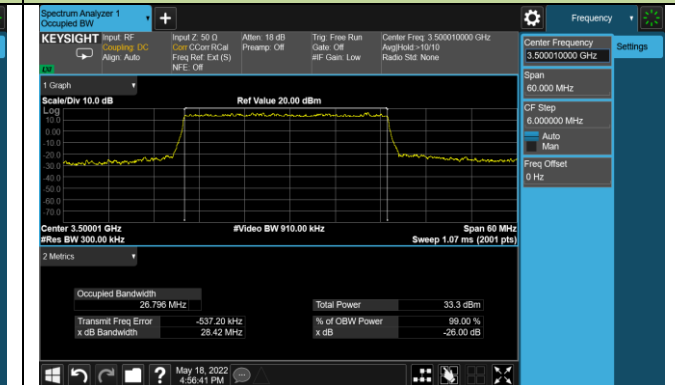 Spectrum Analyzer 1
Occupied BW
Frequency
KEYSIGHT
Input: RF
Coupling: DC
Align: Auto
Input Z: 50 Ω
Corr CCorr RCal
Freq Ref: Ext (S)
NFE: Off
Atten: 18 dB
Preamp: Off
Trig: Free Run
Gate: Off
#IF Gain: Low
Center Freq: 3.500010000 GHz
Avg|Hold:>10/10
Radio Std: None
Center Frequency
3.500010000 GHz
Settings
Span
60.000 MHz
CF Step
6.000000 MHz
Auto
Man
Freq Offset
0 Hz
1 Graph
Scale/Div 10.0 dB
Ref Value 20.00 dBm
Log
10.0
0.00
-10.0
-20.0
-30.0
-40.0
-50.0
-60.0
-70.0
Center 3.50001 GHz
#Video BW 910.00 kHz
Span 60 MHz
#Res BW 300.00 kHz
Sweep 1.07 ms (2001 pts)
2 Metrics
Occupied Bandwidth
26.796 MHz
Total Power
33.3 dBm
Transmit Freq Error
-537.20 kHz
% of OBW Power
99.00 %
x dB Bandwidth
28.42 MHz
x dB
-26.00 dB
May 18, 2022
4:56:41 PM